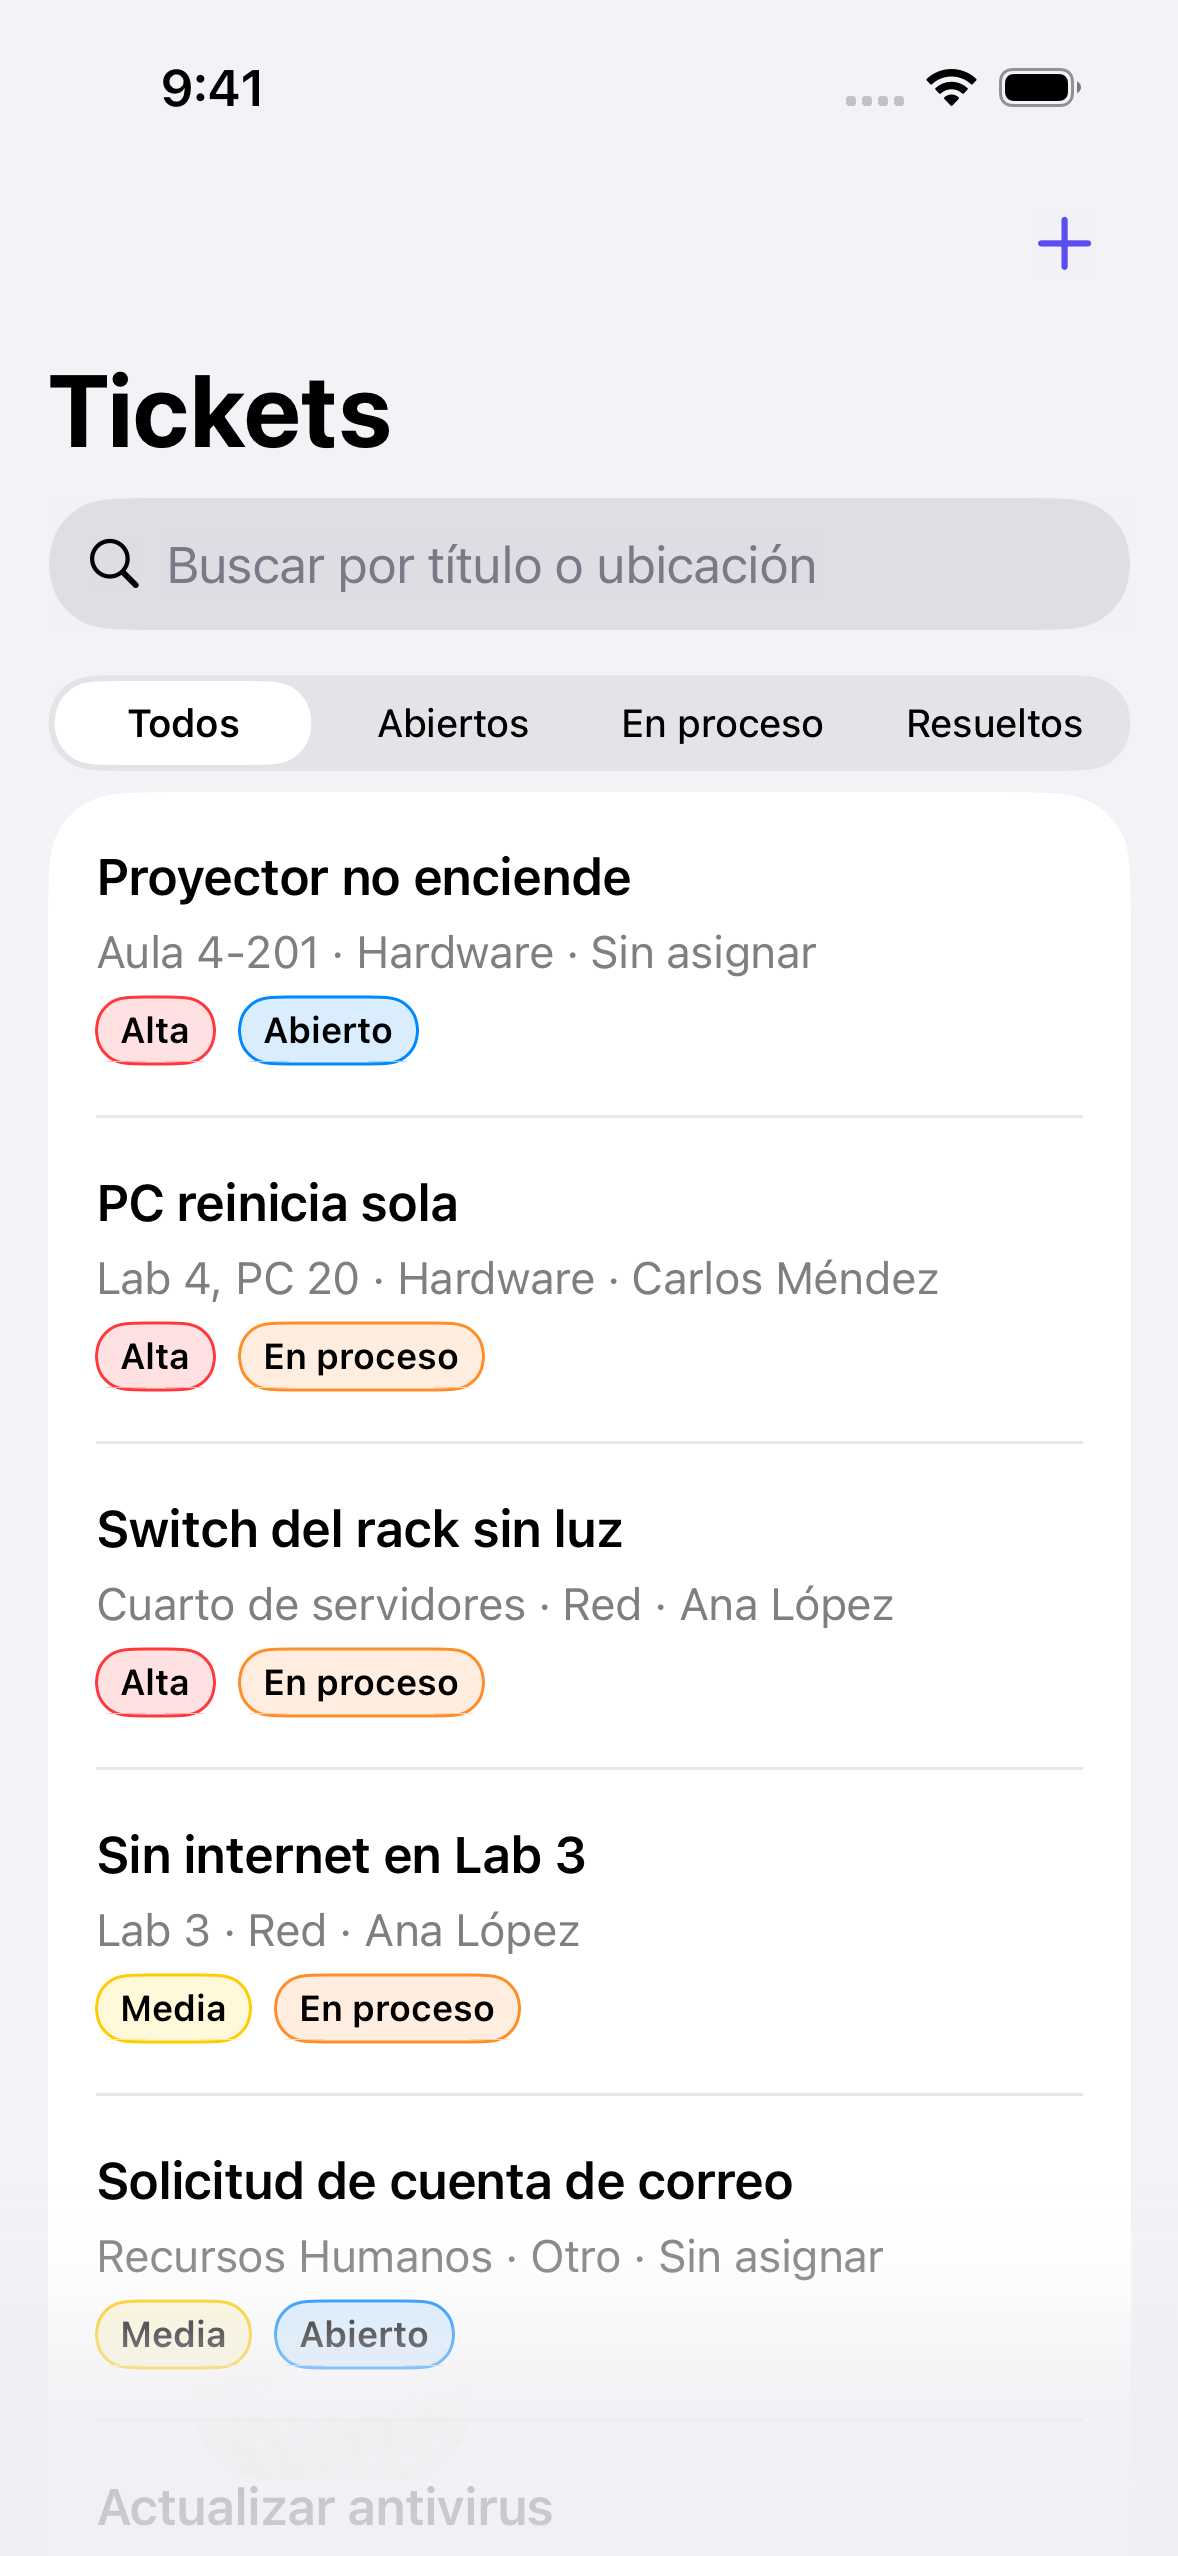 9:41
Tickets
Buscar por título o ubicación
Todos Abiertos En proceso Resueltos
Proyector no enciende
Aula 4-201 · Hardware · Sin asignar
Alta Abierto
PC reinicia sola
Lab 4, PC 20 · Hardware · Carlos Méndez
Alta En proceso
Switch del rack sin luz
Cuarto de servidores · Red · Ana López
Alta En proceso
Sin internet en Lab 3
Lab 3 · Red · Ana López
Media En proceso
Solicitud de cuenta de correo
Recursos Humanos · Otro · Sin asignar
Media Abierto
Actualizar antivirus